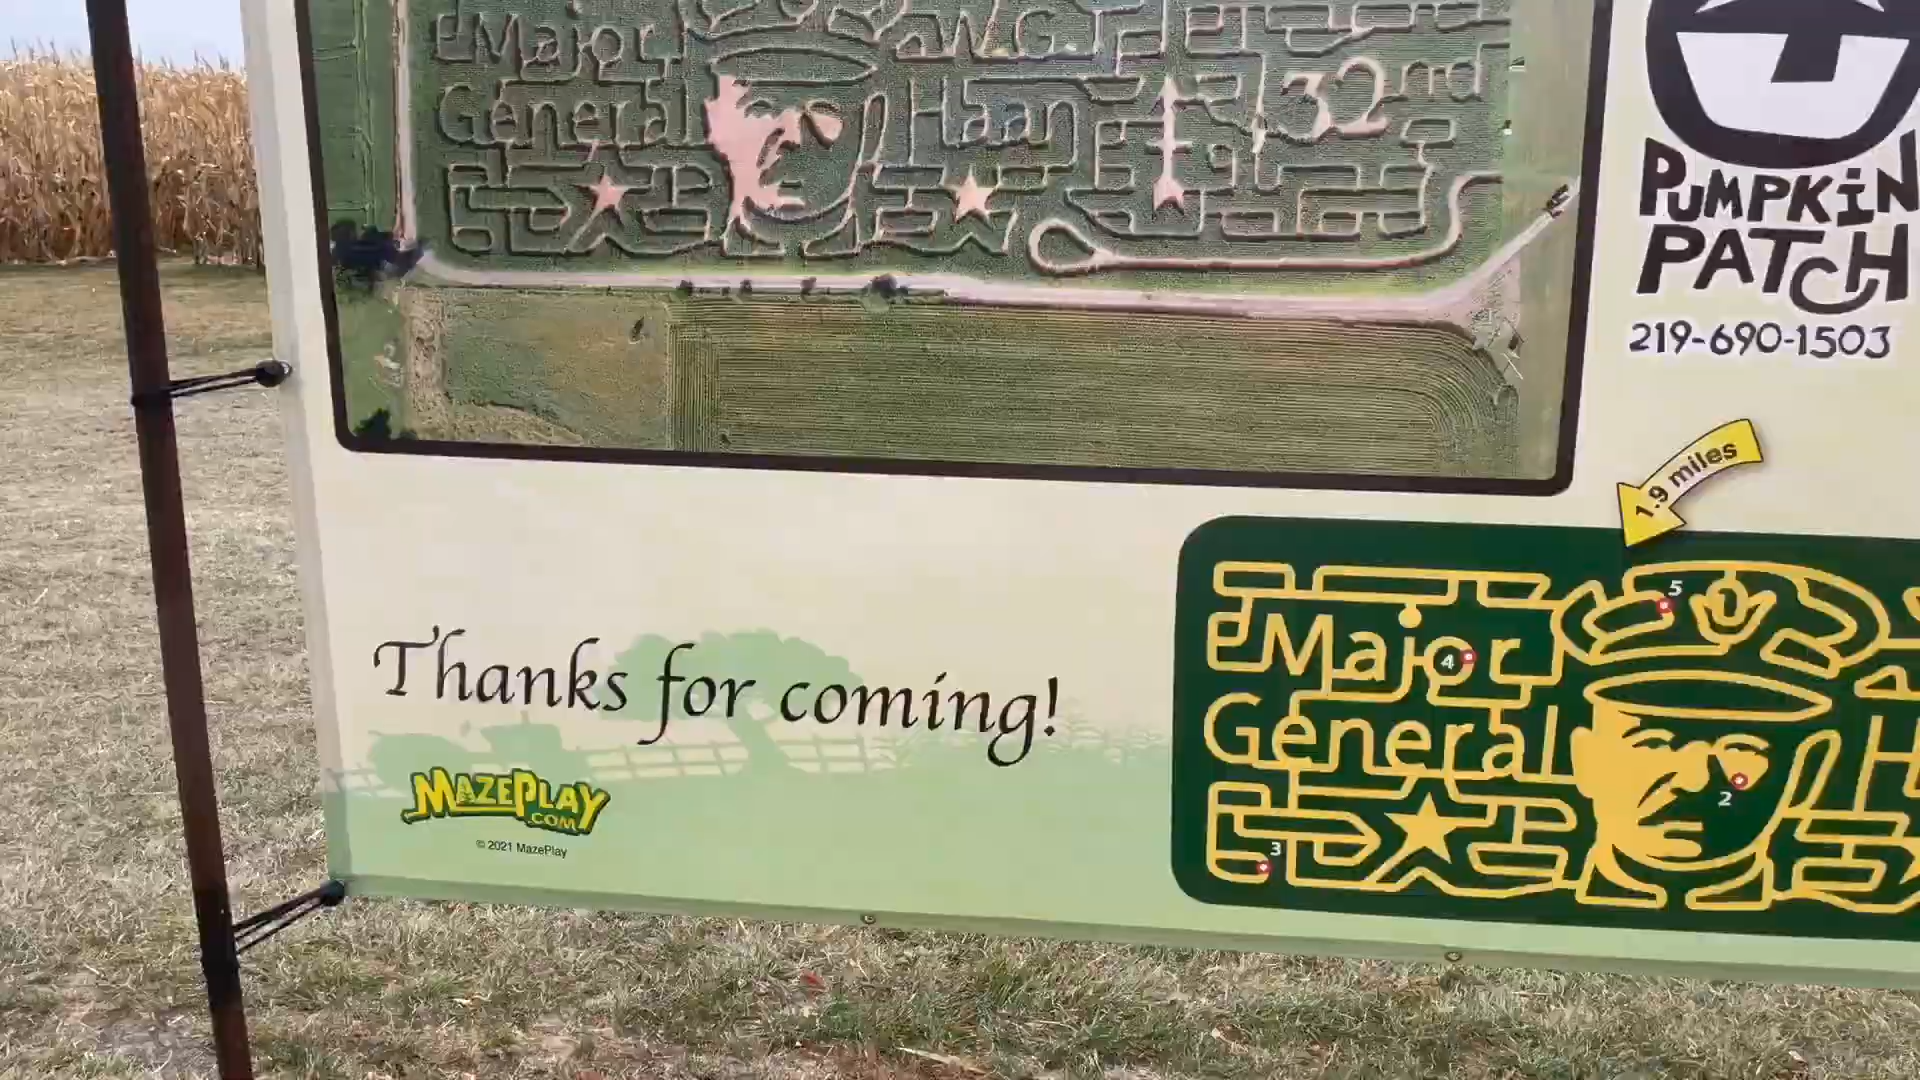 Major W.G.
General Haan 32nd
PUMPKIN
PATCH
219-690-1503
1.9 miles
Thanks for coming!
MAZEPLAY
.COM
© 2021 MazePlay
5
Major
4
General H
2
3